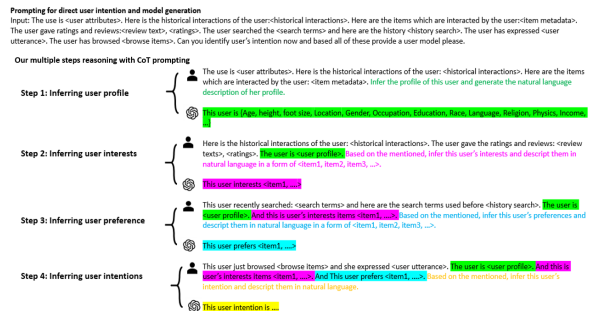 Prompting for direct user intention and model generation
Input: The use is <user attributes>. Here is the historical interactions of the user:<historical interactions>. Here are the items which are interacted by the user:<item metadata>.
The user gave ratings and reviews:<review text>, <ratings>. The user searched the <search terms> and here are the history <history search>. The user has expressed <user
utterance>. The user has browsed <browse items>. Can you identify user's intention now and based all of these provide a user model please.
Our multiple steps reasoning with CoT prompting
Step 1: Inferring user profile
The use is <user attributes>. Here is the historical interactions of the user: <historical interactions>. Here are the items
which are interacted by the user: <item metadata>. Infer the profile of this user and generate the natural language
description of her profile.
This user is {Age, height, foot size, Location, Gender, Occupation, Education, Race, Language, Religion, Physics, Income,
...}
Step 2: Inferring user interests
Here is the historical interactions of the user: <historical interactions>. The user gave the ratings and reviews: <review
texts>, <ratings>. The user is <user profile>. Based on the mentioned, infer this user's interests and descript them in
natural language in a form of <item1, item2, item3, ...>.
This user interests <item1, ....>
Step 3: Inferring user preference
This user recently searched: <search terms> and here are the search terms used before <history search>. The user is
<user profile>. And this is user's interests items <item1, ....>. Based on the mentioned, infer this user's preferences and
descript them in natural language in a form of <item1, item2, item3, ...>.
This user prefers <item1, ....>
Step 4: Inferring user intentions
This user just browsed <browse items> and she expressed <user utterance>. The user is <user profile>. And this is
user's interests items <item1, ....>. And This user prefers <item1, ....>. Based on the mentioned, infer this user's
intention and descript them in natural language.
This user intention is ....